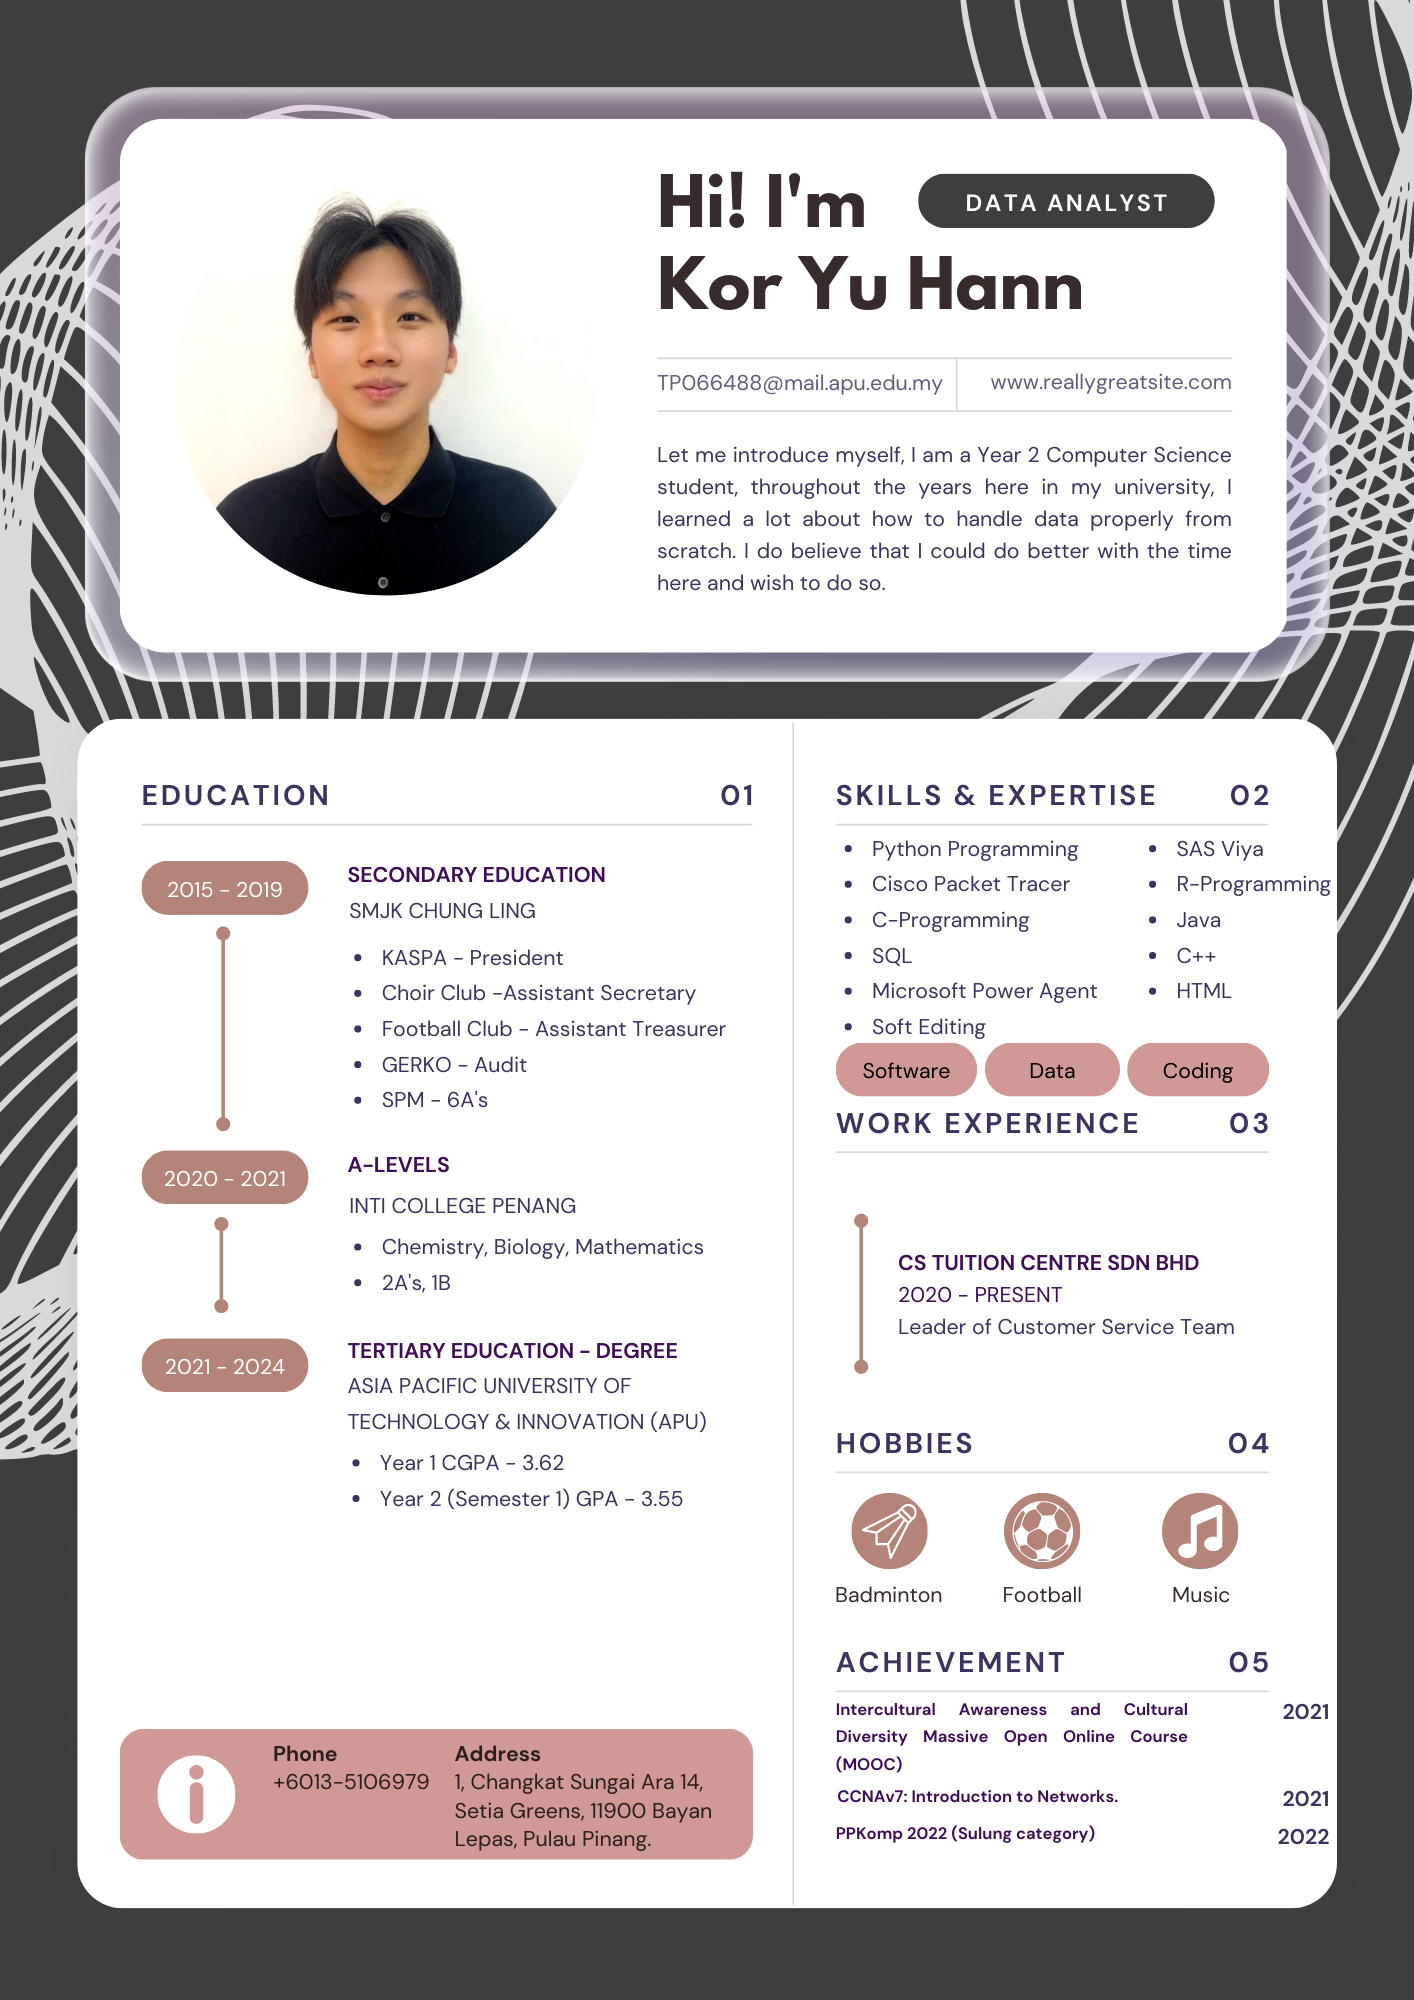 Hi! I'm
DATA ANALYST
Kor Yu Hann
TP066488@mail.apu.edu.my
www.reallygreatsite.com
Let me introduce myself, I am a Year 2 Computer Science
student, throughout the years here in my university, I
learned a lot about how to handle data properly from
scratch. I do believe that I could do better with the time
here and wish to do so.
EDUCATION 01
2015 - 2019
SECONDARY EDUCATION
SMJK CHUNG LING
• KASPA - President
• Choir Club -Assistant Secretary
• Football Club - Assistant Treasurer
• GERKO - Audit
• SPM - 6A's
2020 - 2021
A-LEVELS
INTI COLLEGE PENANG
• Chemistry, Biology, Mathematics
• 2A's, 1B
2021 - 2024
TERTIARY EDUCATION - DEGREE
ASIA PACIFIC UNIVERSITY OF
TECHNOLOGY & INNOVATION (APU)
• Year 1 CGPA - 3.62
• Year 2 (Semester 1) GPA - 3.55
Phone
+6013-5106979
Address
1, Changkat Sungai Ara 14,
Setia Greens, 11900 Bayan
Lepas, Pulau Pinang.
SKILLS & EXPERTISE 02
• Python Programming
• Cisco Packet Tracer
• C-Programming
• SQL
• Microsoft Power Agent
• Soft Editing
• SAS Viya
• R-Programming
• Java
• C++
• HTML
Software
Data
Coding
WORK EXPERIENCE 03
CS TUITION CENTRE SDN BHD
2020 - PRESENT
Leader of Customer Service Team
HOBBIES 04
Badminton
Football
Music
ACHIEVEMENT 05
Intercultural Awareness and Cultural 2021
Diversity Massive Open Online Course
(MOOC)
CCNAv7: Introduction to Networks. 2021
PPKomp 2022 (Sulung category) 2022